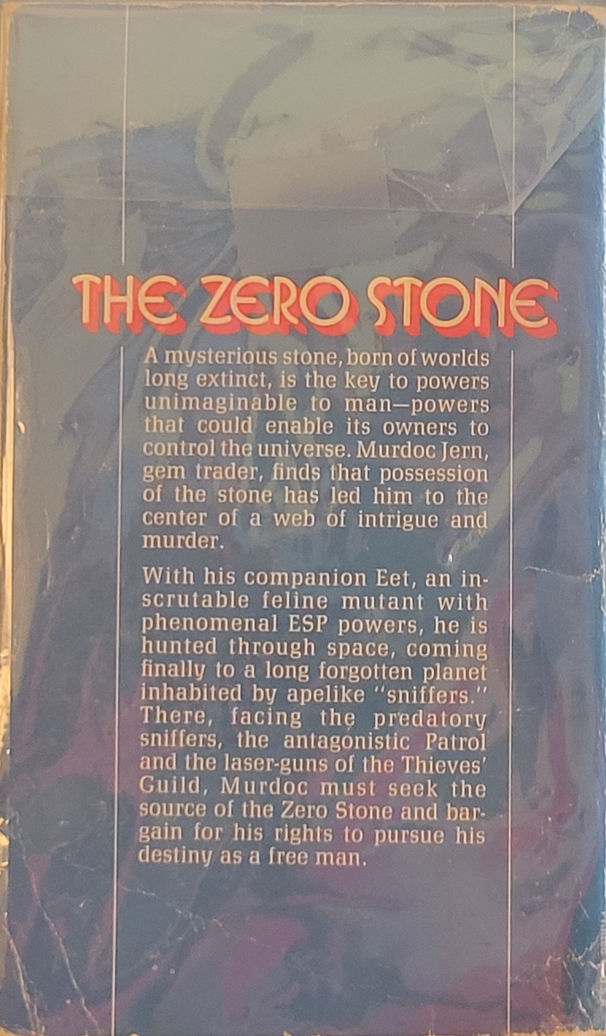 THE ZERO STONE
A mysterious stone, born of worlds
long extinct, is the key to powers
unimaginable to man—powers
that could enable its owners to
control the universe. Murdoc Jern,
gem trader, finds that possession
of the stone has led him to the
center of a web of intrigue and
murder.
With his companion Eet, an in-
scrutable feline mutant with
phenomenal ESP powers, he is
hunted through space, coming
finally to a long forgotten planet
inhabited by apelike “sniffers.”
There, facing the predatory
sniffers, the antagonistic Patrol
and the laser-guns of the Thieves'
Guild, Murdoc must seek the
source of the Zero Stone and bar-
gain for his rights to pursue his
destiny as a free man.